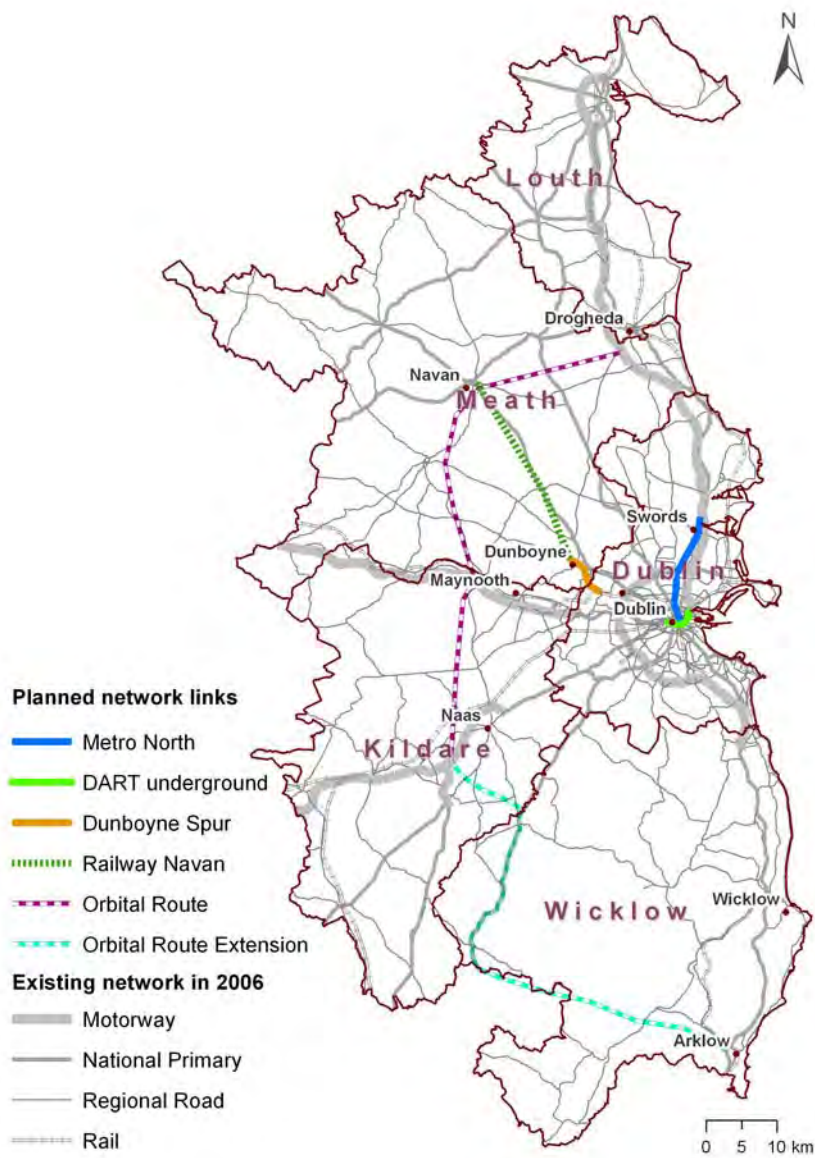 N
Louth
Drogheda
Navan
Meath
Swords
Dunboyne
Dublin
Maynooth
Dublin
Planned network links
Metro North
DART underground
Dunboyne Spur
Railway Navan
Orbital Route
Orbital Route Extension
Existing network in 2006
Motorway
National Primary
Regional Road
Rail
Naas
Kildare
Wicklow
Wicklow
Arklow
0 5 10 km